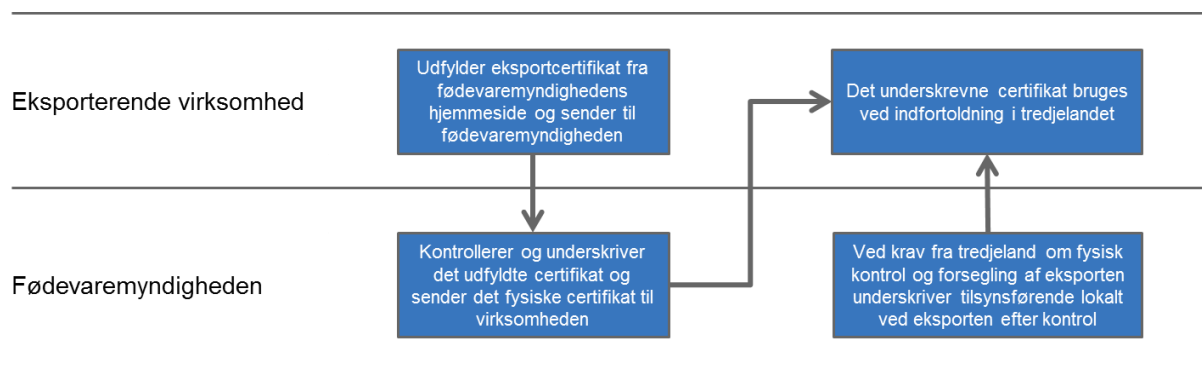 Eksporterende virksomhed
Udfylder eksportcertifikat fra
fødevaremyndighedens
hjemmeside og sender til
fødevaremyndigheden
Det underskrevne certifikat bruges
ved indfortoldning i tredjelandet
Fødevaremyndigheden
Kontrollerer og underskriver
det udfyldte certifikat og
sender det fysiske certifikat til
virksomheden
Ved krav fra tredjeland om fysisk
kontrol og forsegling af eksporten
underskriver tilsynsførende lokalt
ved eksporten efter kontrol